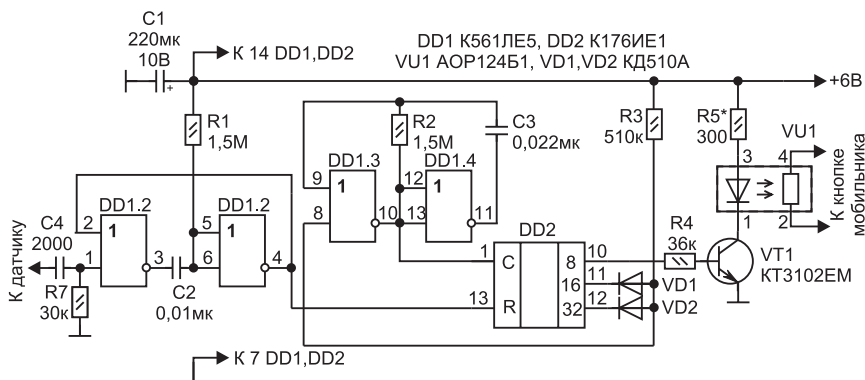 C1
220мк
10В
+
К 14 DD1,DD2
DD1 К561ЛЕ5, DD2 К176ИЕ1
VU1 АОР124Б1, VD1,VD2 КД510А
+6В
R1
1,5М
R2
1,5М
C3
0,022мк
R3
510к
R5*
300
VU1
3
4
1
2
К кнопке
мобильника
DD1.3
9
8
1
10
DD1.4
12
13
1
11
DD1.2
2
1
1
3
DD1.2
5
6
1
4
C4
2000
К датчику
R7
30к
C2
0,01мк
DD2
1
C
13
R
8
10
16
11
32
12
VD1
VD2
R4
36к
VT1
КТ3102ЕМ
К 7 DD1,DD2